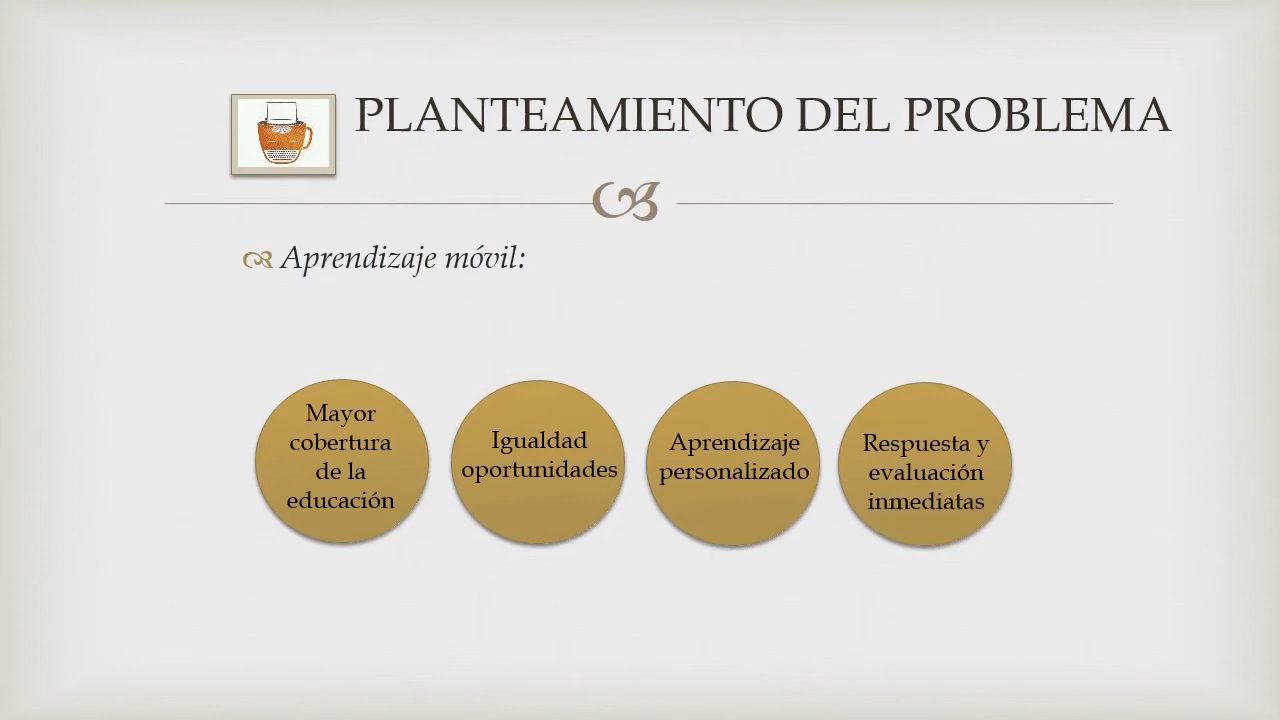 PLANTEAMIENTO DEL PROBLEMA
Aprendizaje móvil:
Mayor
cobertura
de la
educación
Igualdad
oportunidades
Aprendizaje
personalizado
Respuesta y
evaluación
inmediatas